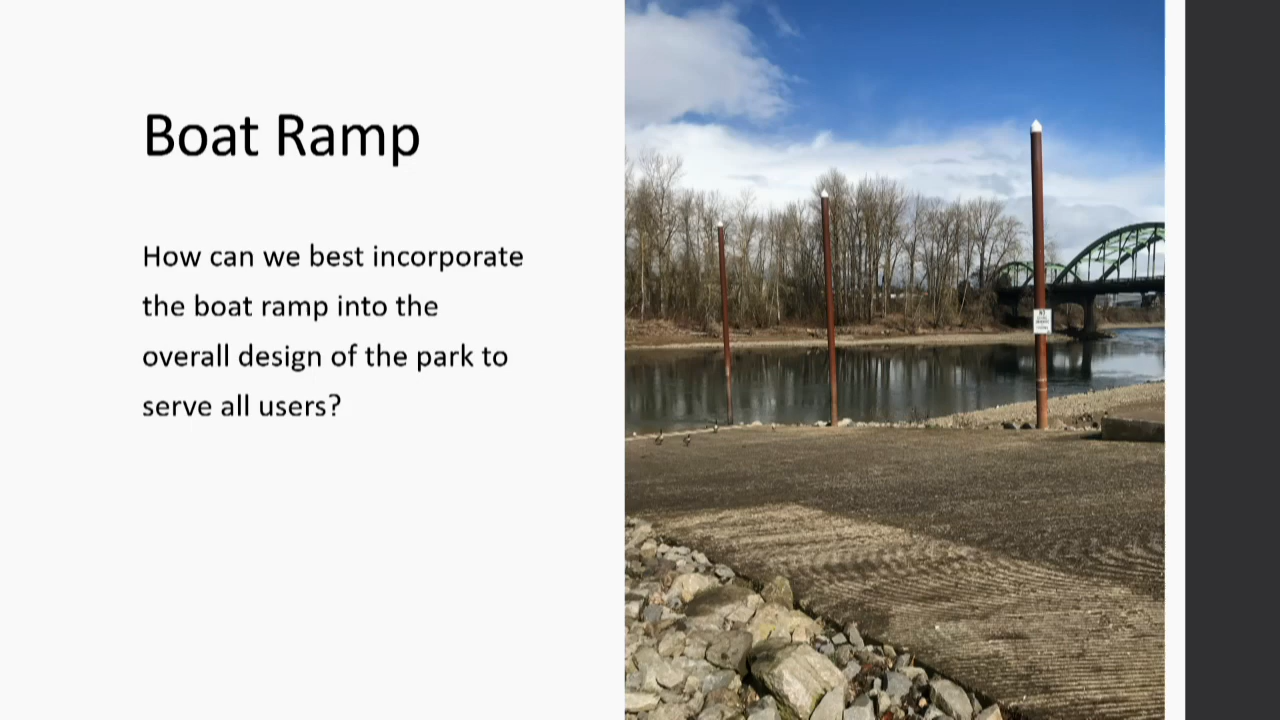 Boat Ramp
How can we best incorporate
the boat ramp into the
overall design of the park to
serve all users?
NO